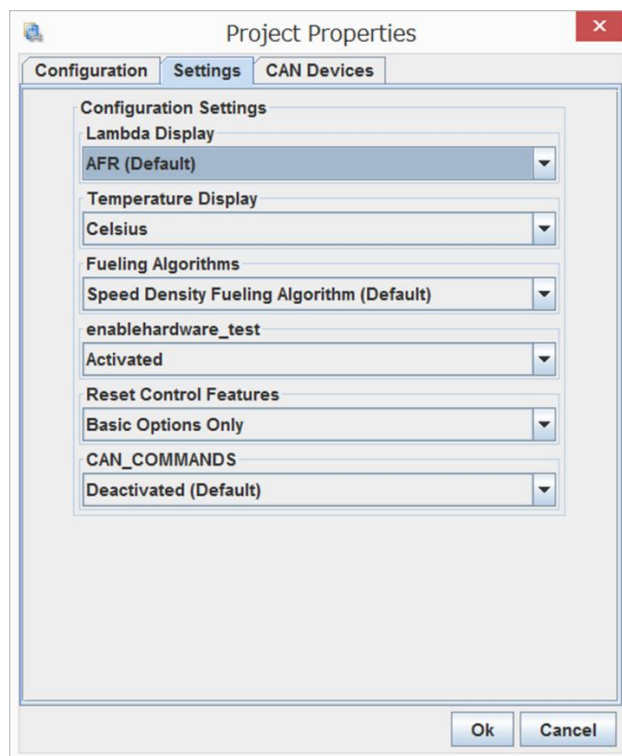 Project Properties
Configuration Settings CAN Devices
Configuration Settings
Lambda Display
AFR (Default)
Temperature Display
Celsius
Fueling Algorithms
Speed Density Fueling Algorithm (Default)
enablehardware_test
Activated
Reset Control Features
Basic Options Only
CAN_COMMANDS
Deactivated (Default)
Ok Cancel